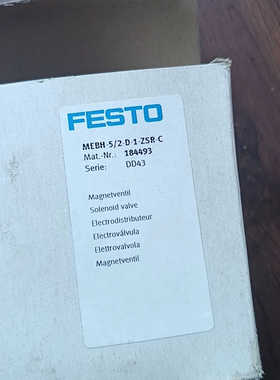 FESTO
MEBH-5/2-D-1-ZSR-C
Mat.-Nr.: 184493
Serie: DD43
Magnetventil
Solenoid valve
Electrodistributeur
Electroválvula
Elettrovalvola
Magnetventil